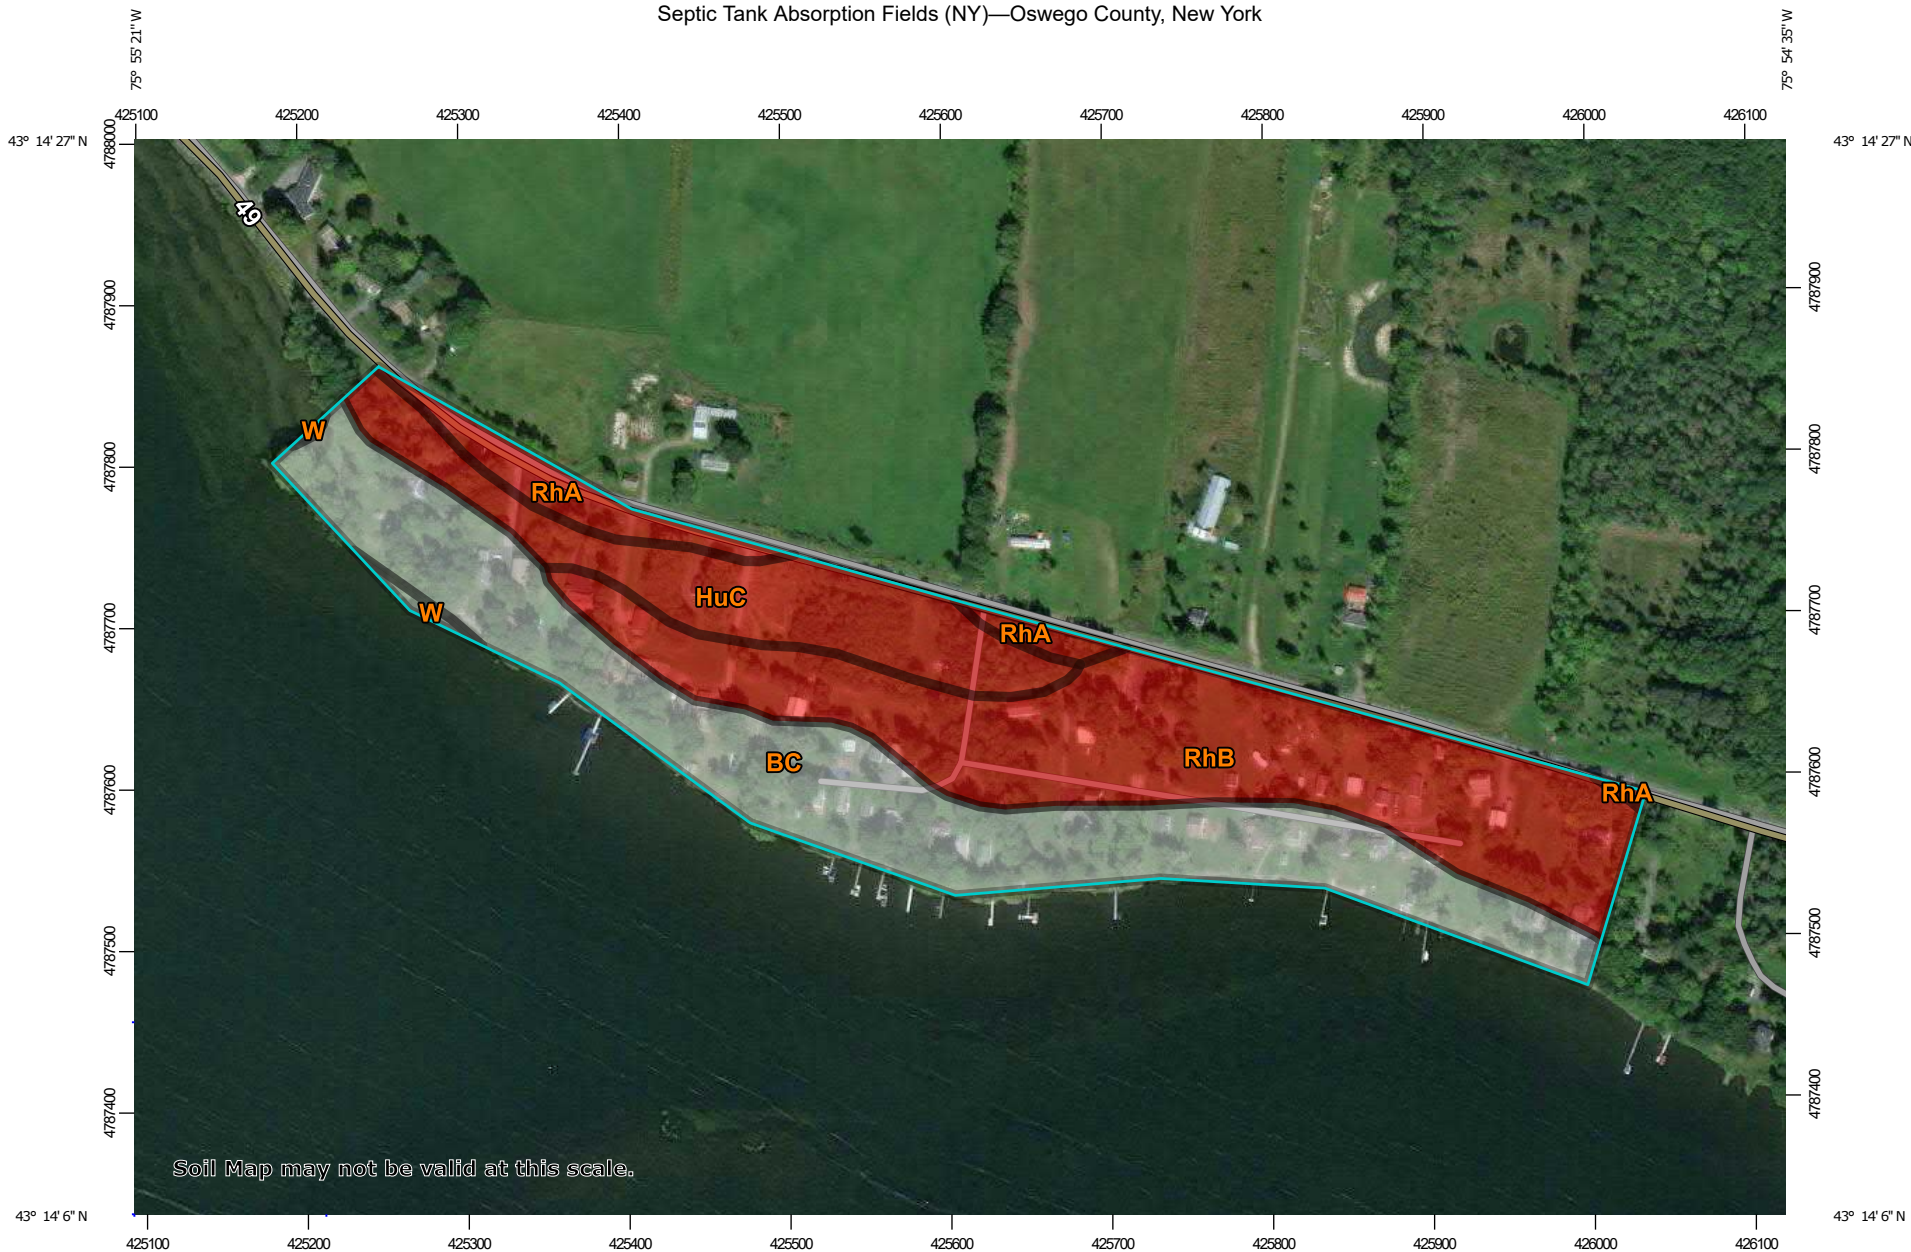 Septic Tank Absorption Fields (NY)—Oswego County, New York
75° 55' 21'' W
75° 54' 35'' W
425100 425200 425300 425400 425500 425600 425700 425800 425900 426000 426100
43° 14' 27'' N
43° 14' 27'' N
4788000
49
4787900
4787900
4787800
4787800
W
RhA
HuC
W
4787700
4787700
RhA
BC
RhB
4787600
4787600
RhA
4787500
4787500
4787400
4787400
Soil Map may not be valid at this scale.
43° 14' 6'' N
43° 14' 6'' N
425100 425200 425300 425400 425500 425600 425700 425800 425900 426000 426100